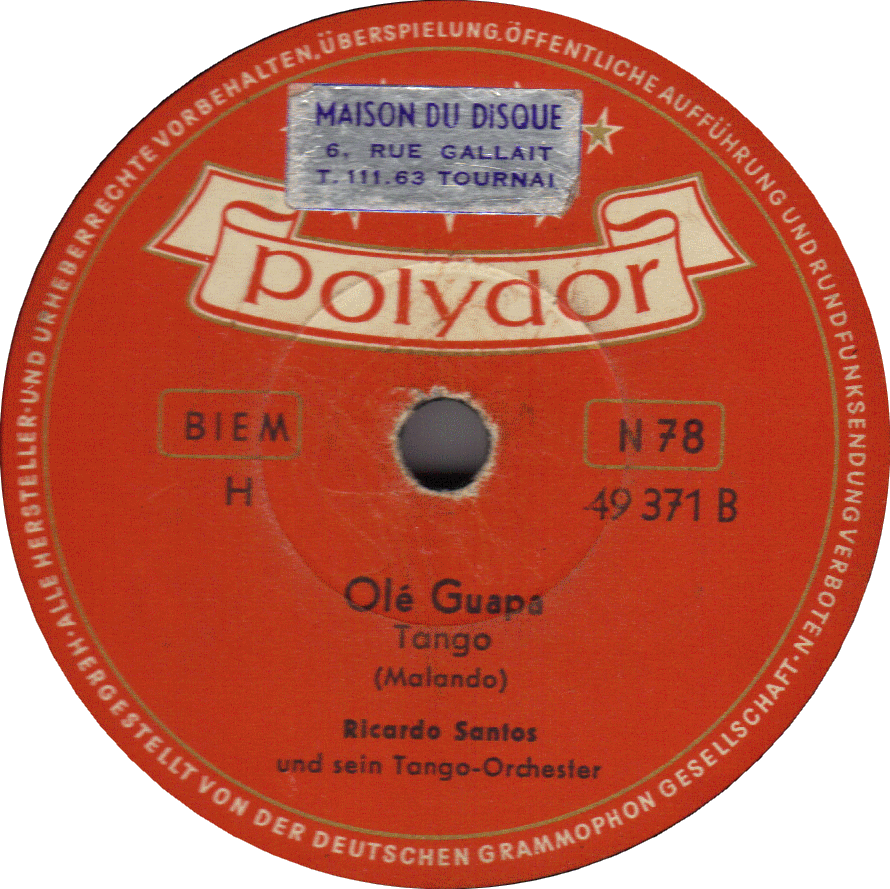 ALLE HERSTELLER-UND URHEBERRECHTE VORBEHALTEN, ÜBERSPIELUNG. ÖFFENTLICHE AUFFÜHRUNG UND RUNDFUNKSENDUNG VERBOTEN·
MAISON DU DiSQUE
6, RUE GALLAIT
T. 111.63 TOURNAI
polydor
BIEM
N 78
H
49 371 B
Olé Guapa
Tango
(Malando)
Ricardo Santos
und sein Tango-Orchester
·HERGESTELLT VON DER DEUTSCHEN GRAMMOPHON GESELLSCHAFT·